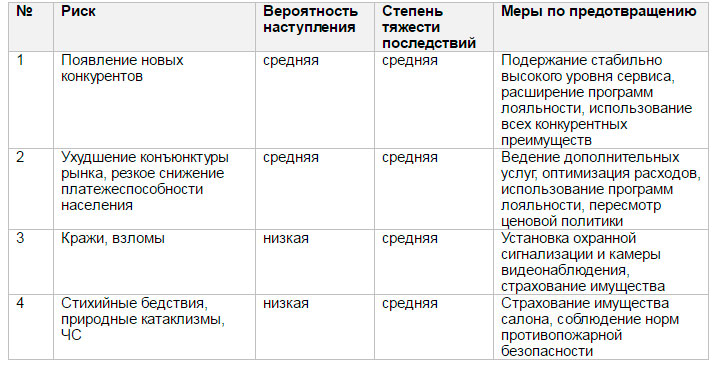 №
Риск
Вероятность
наступления
Степень
тяжести
последствий
Меры по предотвращению
1
Появление новых
конкурентов
средняя
средняя
Подержание стабильно
высокого уровня сервиса,
расширение программ
лояльности, использование
всех конкурентных
преимуществ
2
Ухудшение конъюнктуры
рынка, резкое снижение
платежеспособности
населения
средняя
средняя
Ведение дополнительных
услуг, оптимизация расходов,
использование программ
лояльности, пересмотр
ценовой политики
3
Кражи, взломы
низкая
средняя
Установка охранной
сигнализации и камеры
видеонаблюдения,
страхование имущества
4
Стихийные бедствия,
природные катаклизмы,
ЧС
низкая
средняя
Страхование имущества
салона, соблюдение норм
противопожарной
безопасности